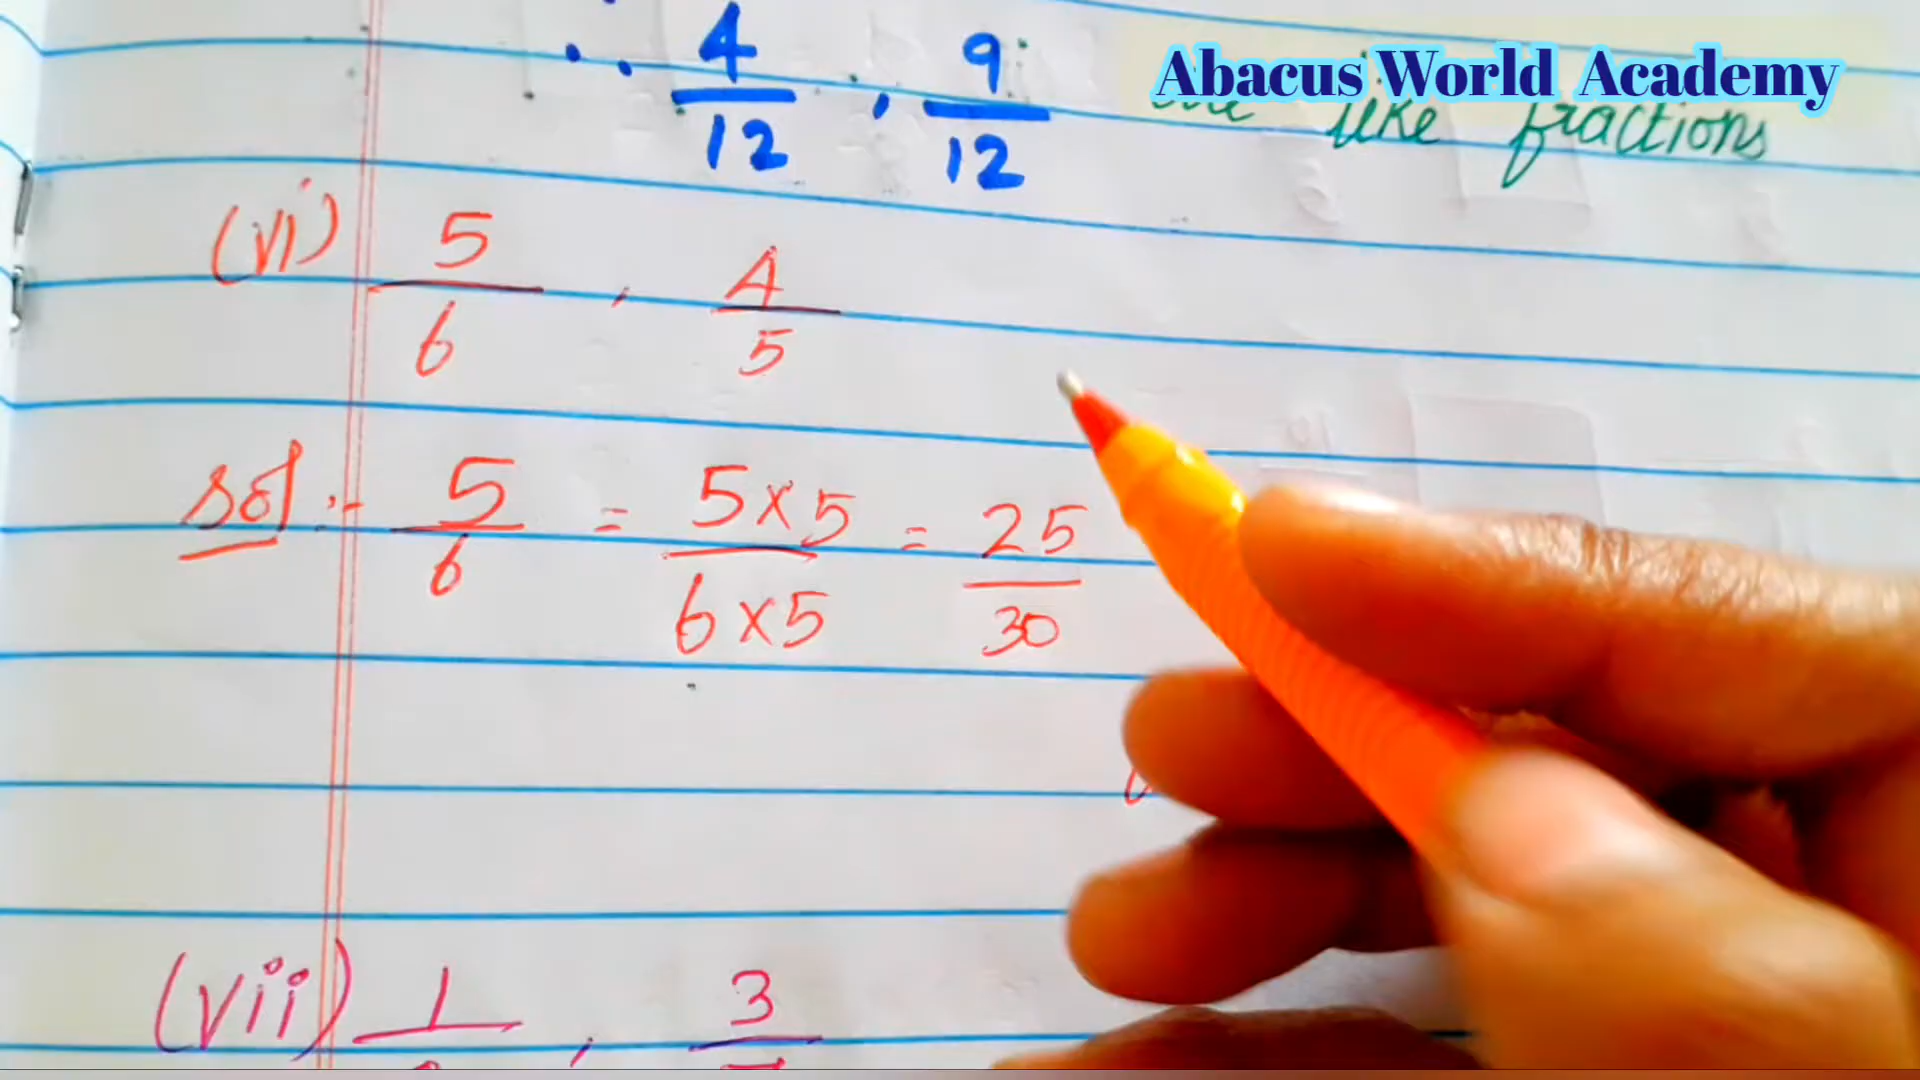 Abacus World Academy
∴ 4/12 , 9/12 like fractions
(vi) 5/6 , 4/5
sol :- 5/6 = 5×5/6×5 = 25/30
(vii) 1/ , 3/